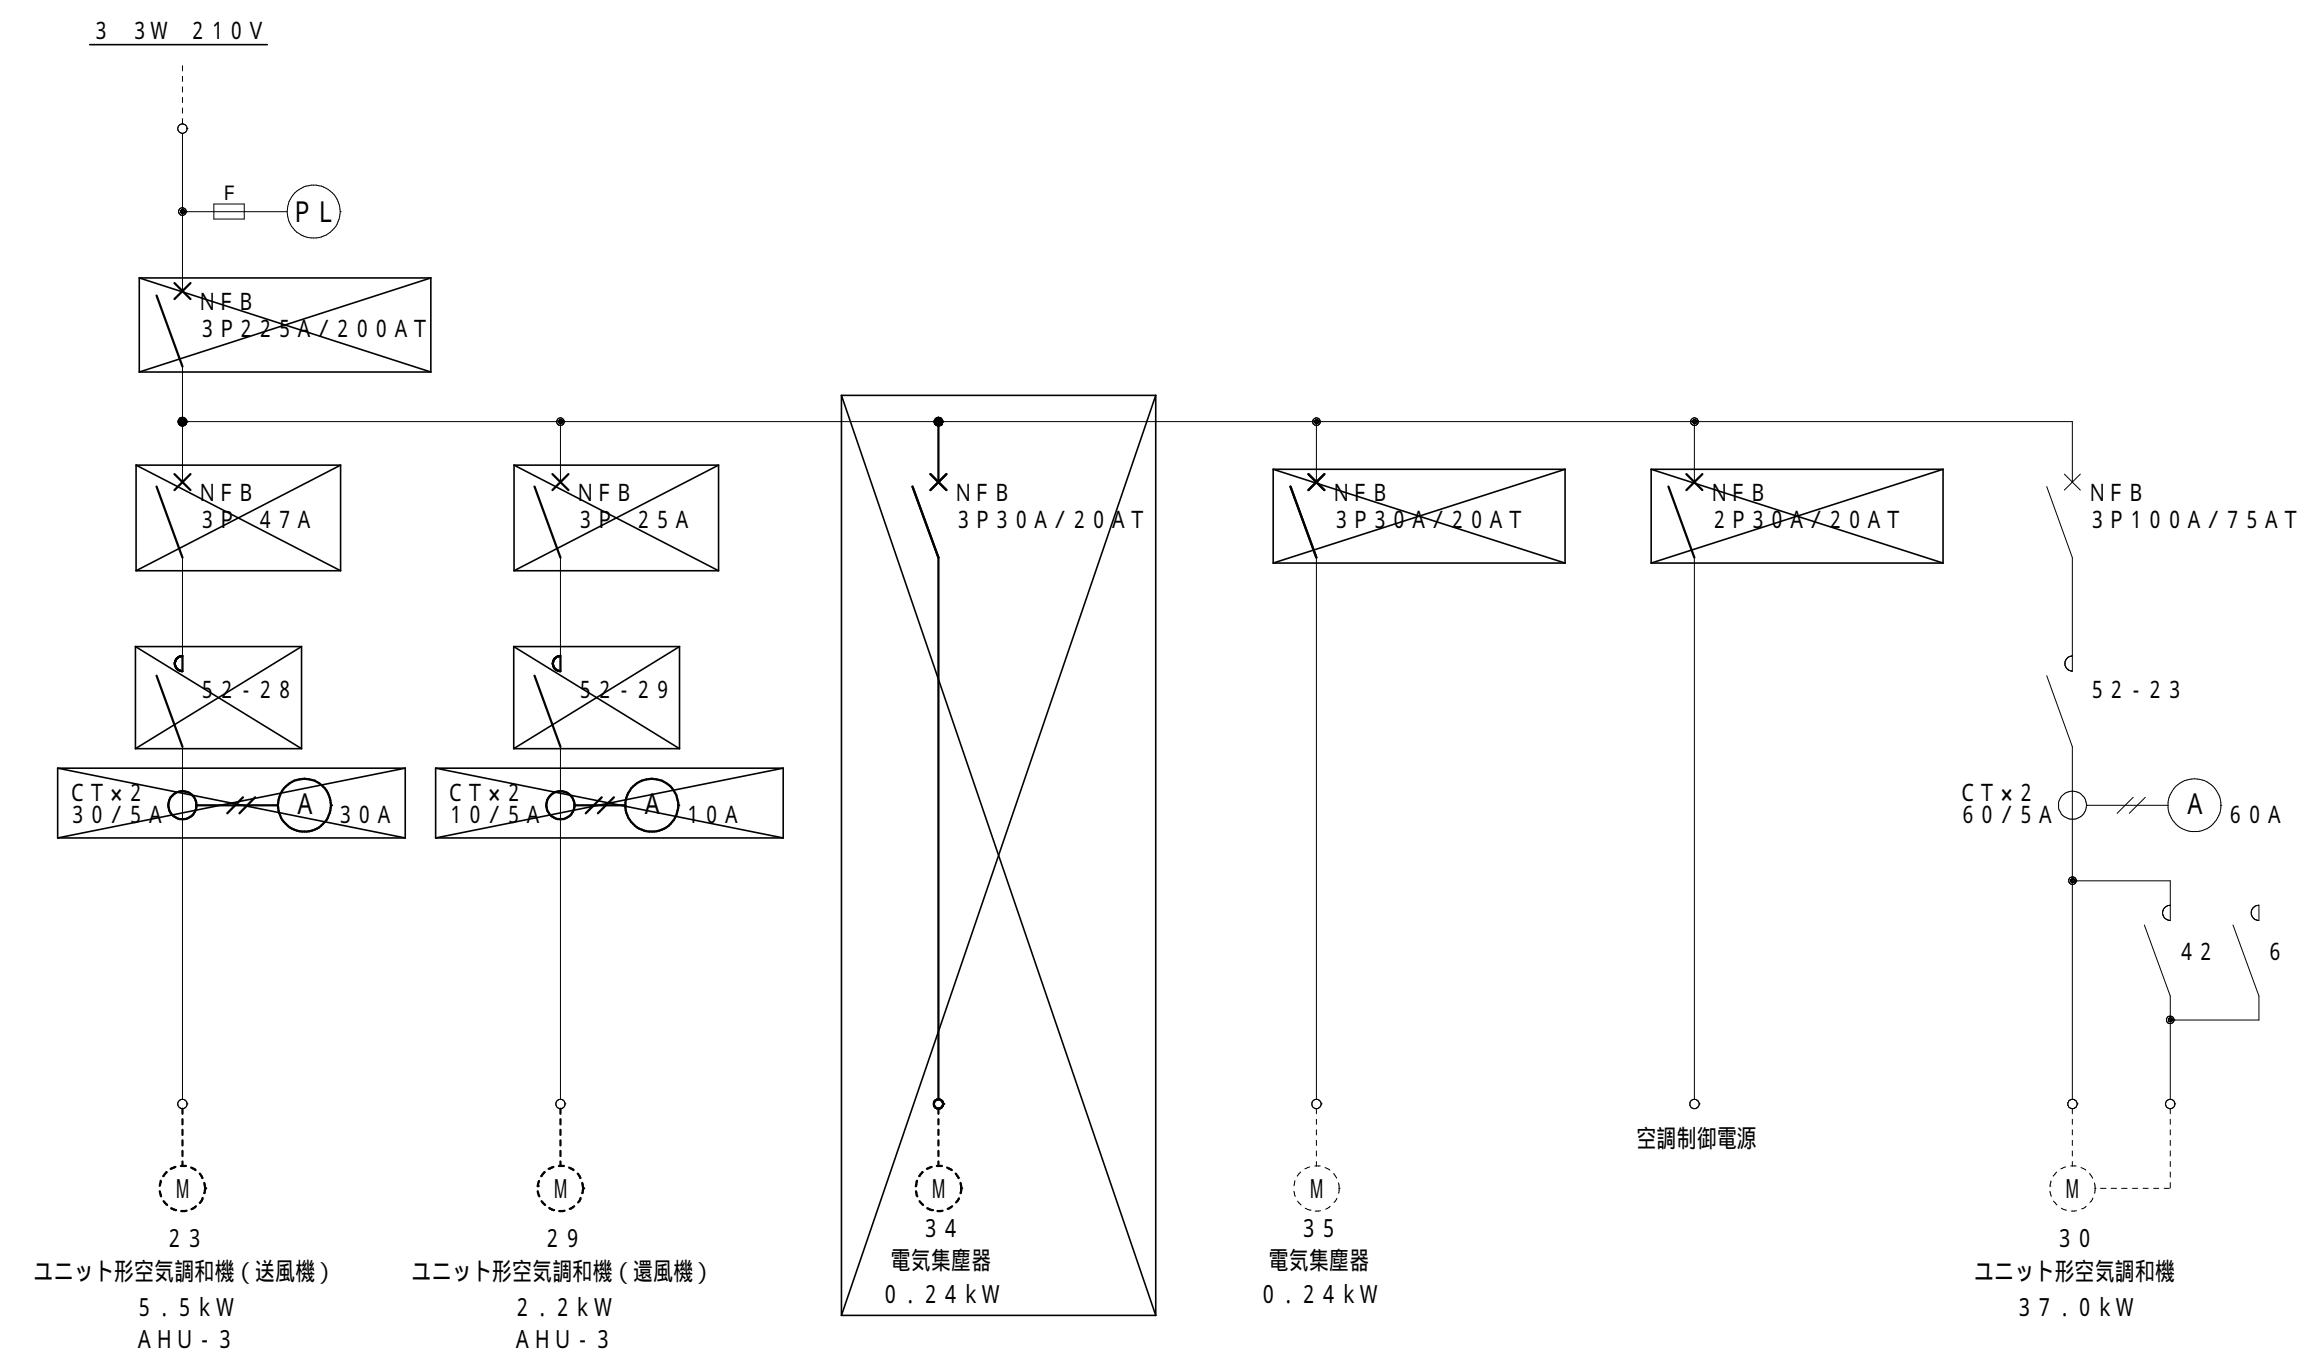 3 3W 210V
F
PL
NFB
3P225A/200AT
NFB
3P 47A
NFB
3P 25A
NFB
3P30A/20AT
NFB
3P30A/20AT
NFB
2P30A/20AT
NFB
3P100A/75AT
52-28
52-29
52-23
CT×2
30/5A
A
30A
CT×2
10/5A
A
10A
CT×2
60/5A
A
60A
42
6
空調制御電源
M
23
ユニット形空気調和機(送風機)
5.5kW
AHU-3
M
29
ユニット形空気調和機(還風機)
2.2kW
AHU-3
M
34
電気集塵器
0.24kW
M
35
電気集塵器
0.24kW
M
30
ユニット形空気調和機
37.0kW